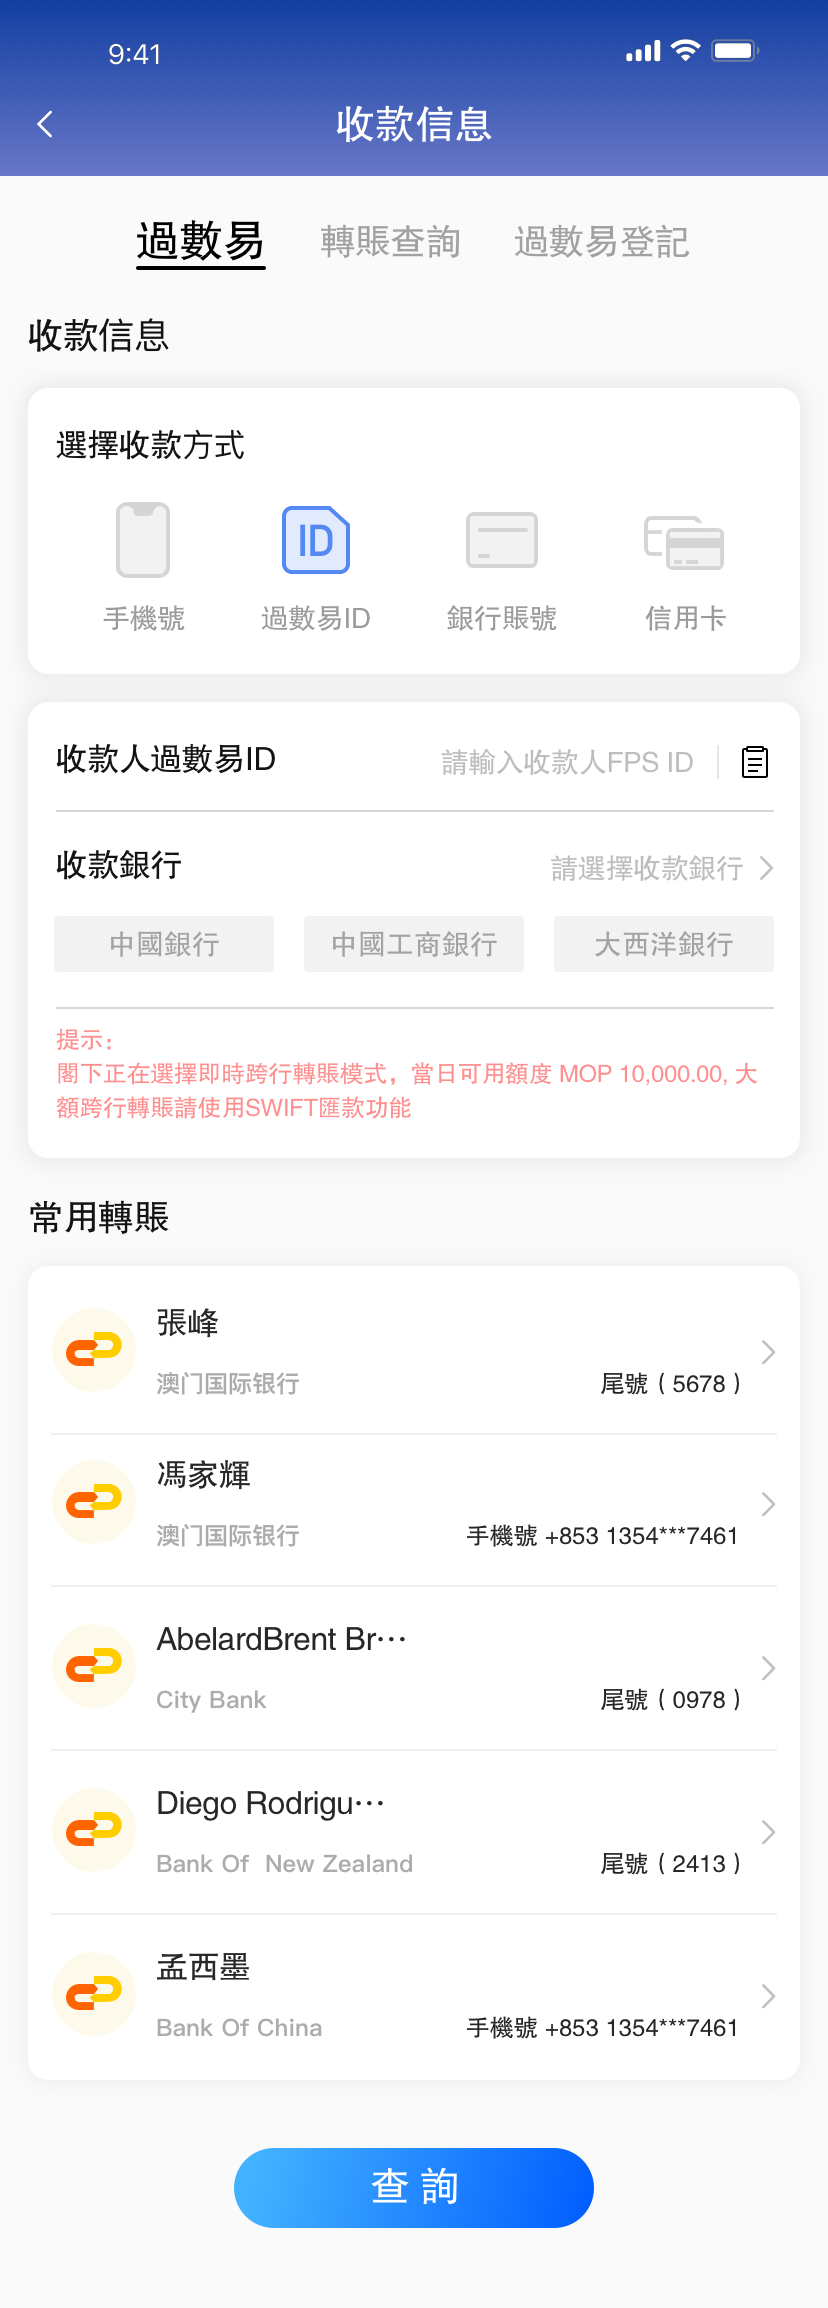 9:41
收款信息
過數易 轉賬查詢 過數易登記
收款信息
選擇收款方式
ID
手機號 過數易ID 銀行賬號 信用卡
收款人過數易ID 請輸入收款人FPS ID
收款銀行 請選擇收款銀行
中國銀行 中國工商銀行 大西洋銀行
提示：
閣下正在選擇即時跨行轉賬模式，當日可用額度 MOP 10,000.00, 大
額跨行轉賬請使用SWIFT匯款功能
常用轉賬
張峰
澳门国际银行 尾號（5678）
馮家輝
澳门国际银行 手機號 +853 1354***7461
AbelardBrent Br···
City Bank 尾號（0978）
Diego Rodrigu···
Bank Of  New Zealand 尾號（2413）
孟西墨
Bank Of China 手機號 +853 1354***7461
查 詢